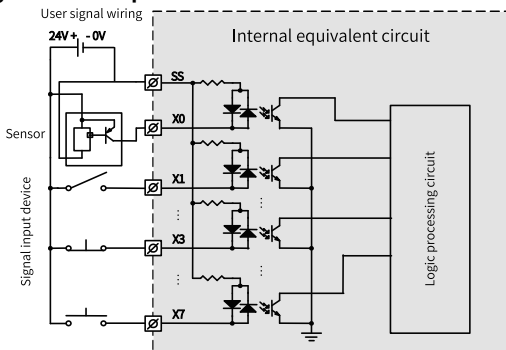 User signal wiring
24V + - 0V
Internal equivalent circuit
SS
X0
Sensor
X1
Signal input device
X3
Logic processing circuit
X7